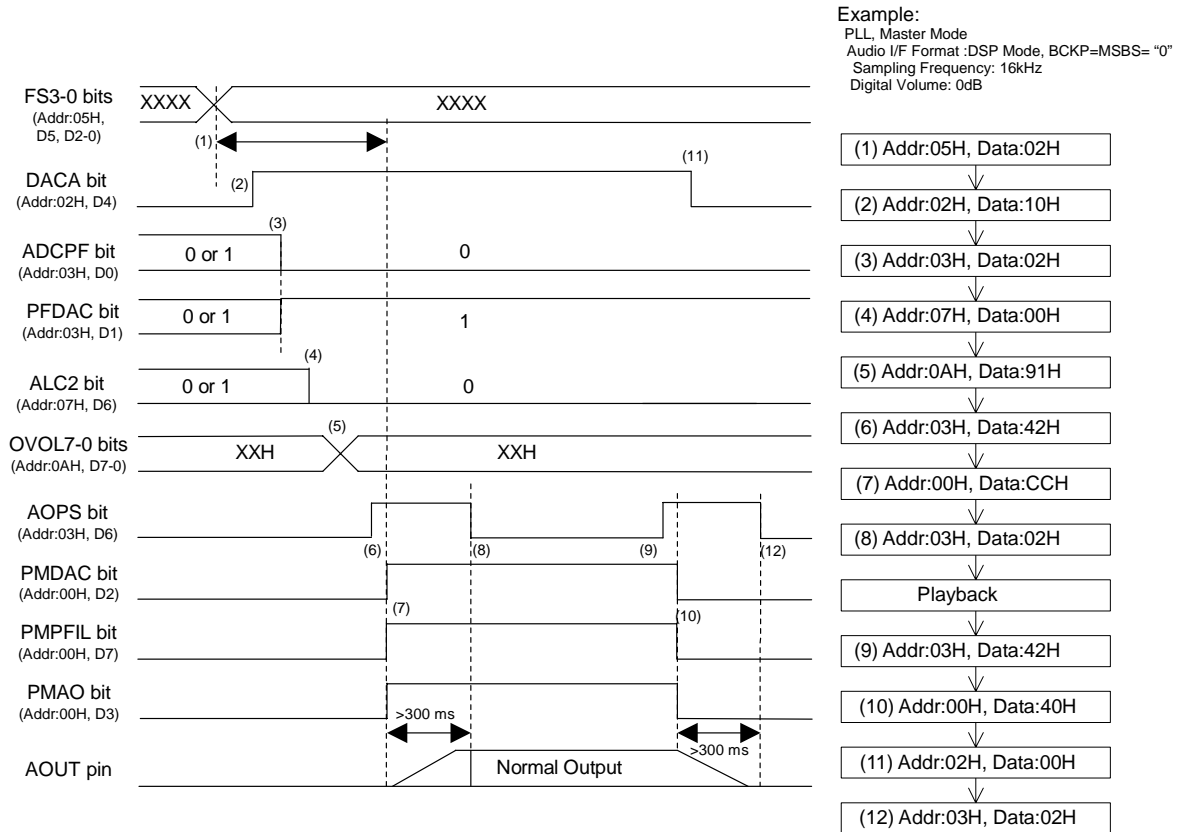 Example:
PLL, Master Mode
Audio I/F Format :DSP Mode, BCKP=MSBS= “0”
Sampling Frequency: 16kHz
Digital Volume: 0dB
FS3-0 bits
(Addr:05H,
D5, D2-0)
XXXX
XXXX
(1)
DACA bit
(Addr:02H, D4)
(2)
(11)
ADCPF bit
(Addr:03H, D0)
(3)
0 or 1
0
PFDAC bit
(Addr:03H, D1)
0 or 1
1
ALC2 bit
(Addr:07H, D6)
(4)
0 or 1
0
OVOL7-0 bits
(Addr:0AH, D7-0)
(5)
XXH
XXH
AOPS bit
(Addr:03H, D6)
(6)
(8)
(9)
(12)
PMDAC bit
(Addr:00H, D2)
(7)
(10)
PMPFIL bit
(Addr:00H, D7)
PMAO bit
(Addr:00H, D3)
>300 ms
>300 ms
AOUT pin
Normal Output
(1) Addr:05H, Data:02H
(2) Addr:02H, Data:10H
(3) Addr:03H, Data:02H
(4) Addr:07H, Data:00H
(5) Addr:0AH, Data:91H
(6) Addr:03H, Data:42H
(7) Addr:00H, Data:CCH
(8) Addr:03H, Data:02H
Playback
(9) Addr:03H, Data:42H
(10) Addr:00H, Data:40H
(11) Addr:02H, Data:00H
(12) Addr:03H, Data:02H